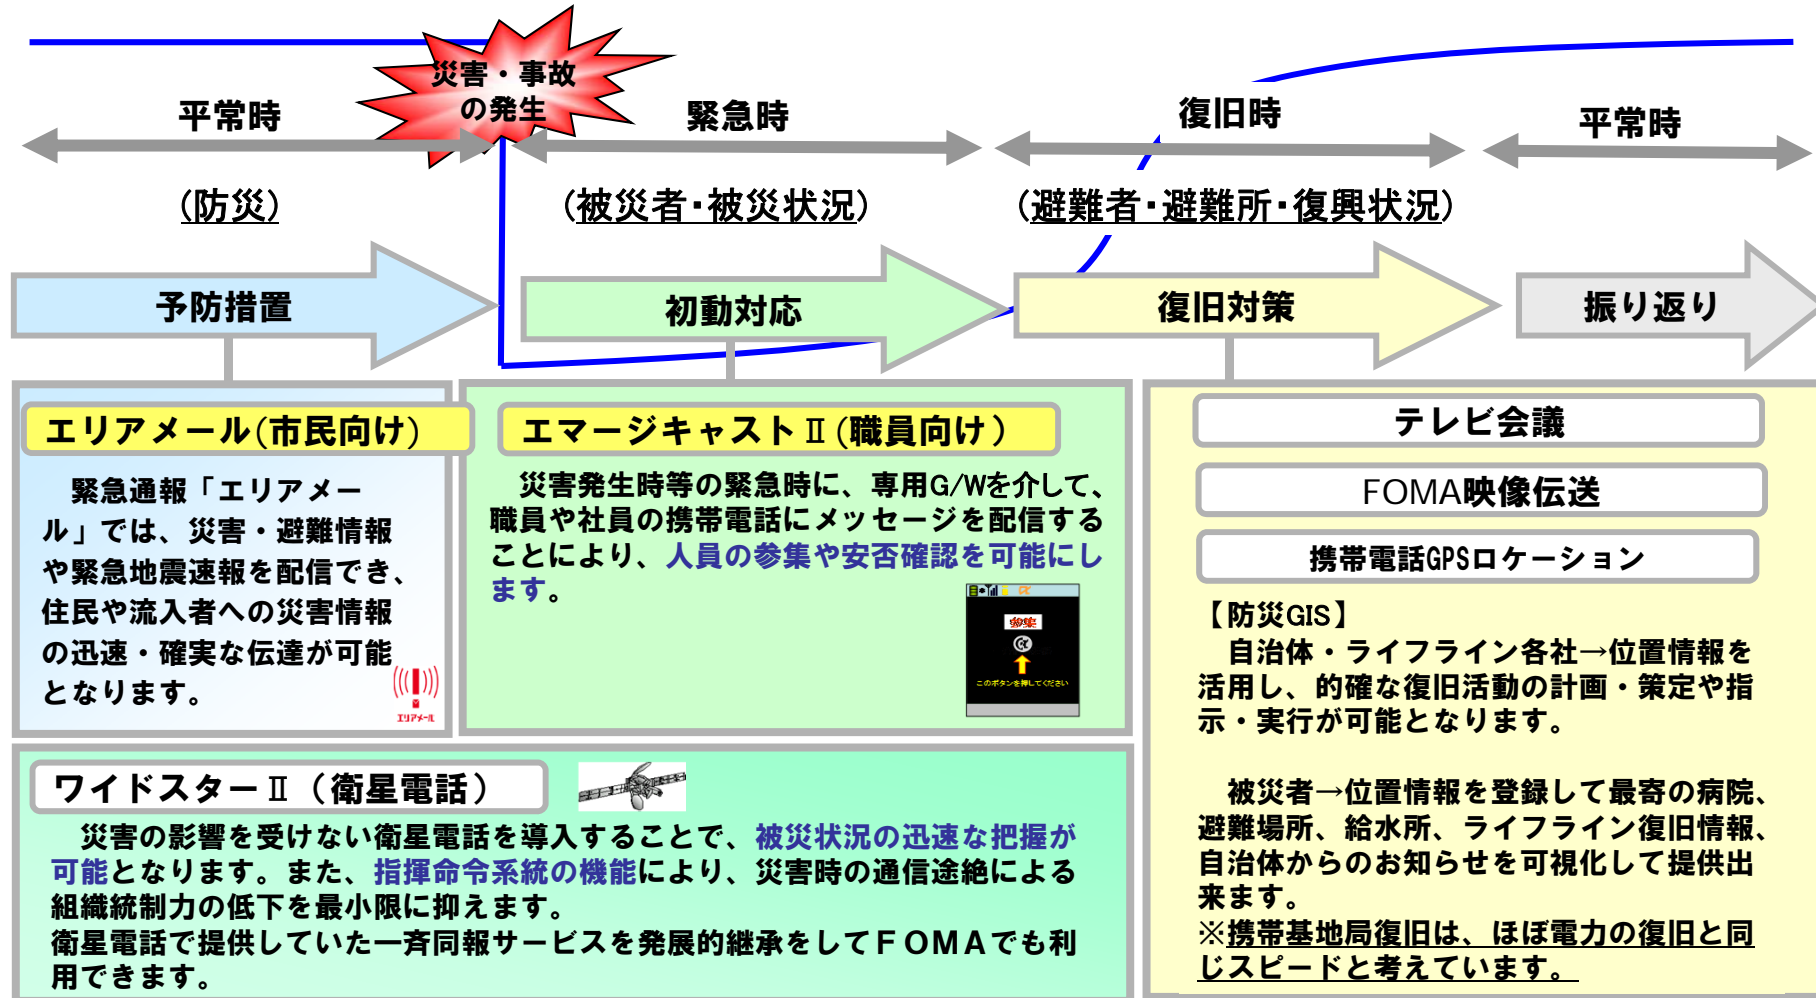 災害・事故
の発生
平常時
緊急時
復旧時
平常時
(防災)
(被災者・被災状況)
(避難者・避難所・復興状況)
予防措置
初動対応
復旧対策
振り返り
エリアメール(市民向け)
緊急通報「エリアメー
ル」では、災害・避難情報
や緊急地震速報を配信でき、
住民や流入者への災害情報
の迅速・確実な伝達が可能
となります。
エリアメール
エマージキャストⅡ(職員向け)
災害発生時等の緊急時に、専用G/Wを介して、
職員や社員の携帯電話にメッセージを配信する
ことにより、人員の参集や安否確認を可能にし
ます。
このボタンを押してください
ワイドスターⅡ(衛星電話)
災害の影響を受けない衛星電話を導入することで、被災状況の迅速な把握が
可能となります。また、指揮命令系統の機能により、災害時の通信途絶による
組織統制力の低下を最小限に抑えます。
衛星電話で提供していた一斉同報サービスを発展的継承をしてFOMAでも利
用できます。
テレビ会議
FOMA映像伝送
携帯電話GPSロケーション
【防災GIS】
自治体・ライフライン各社→位置情報を
活用し、的確な復旧活動の計画・策定や指
示・実行が可能となります。
被災者→位置情報を登録して最寄の病院、
避難場所、給水所、ライフライン復旧情報、
自治体からのお知らせを可視化して提供出
来ます。
※携帯基地局復旧は、ほぼ電力の復旧と同
じスピードと考えています。